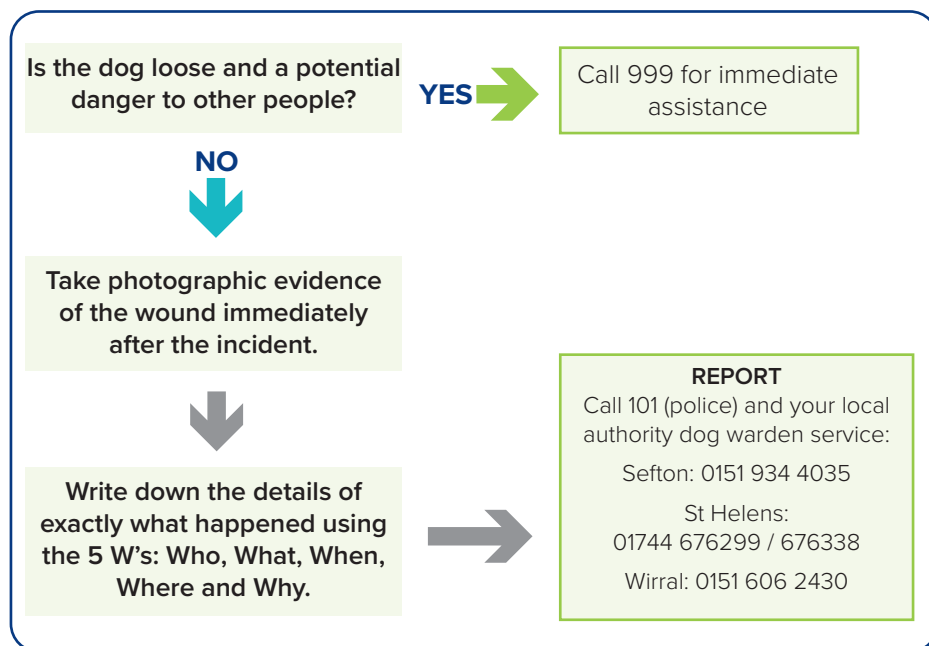 Is the dog loose and a potential
danger to other people?
YES
Call 999 for immediate
assistance
NO
Take photographic evidence
of the wound immediately
after the incident.
Write down the details of
exactly what happened using
the 5 W's: Who, What, When,
Where and Why.
REPORT
Call 101 (police) and your local
authority dog warden service:
Sefton: 0151 934 4035
St Helens:
01744 676299 / 676338
Wirral: 0151 606 2430